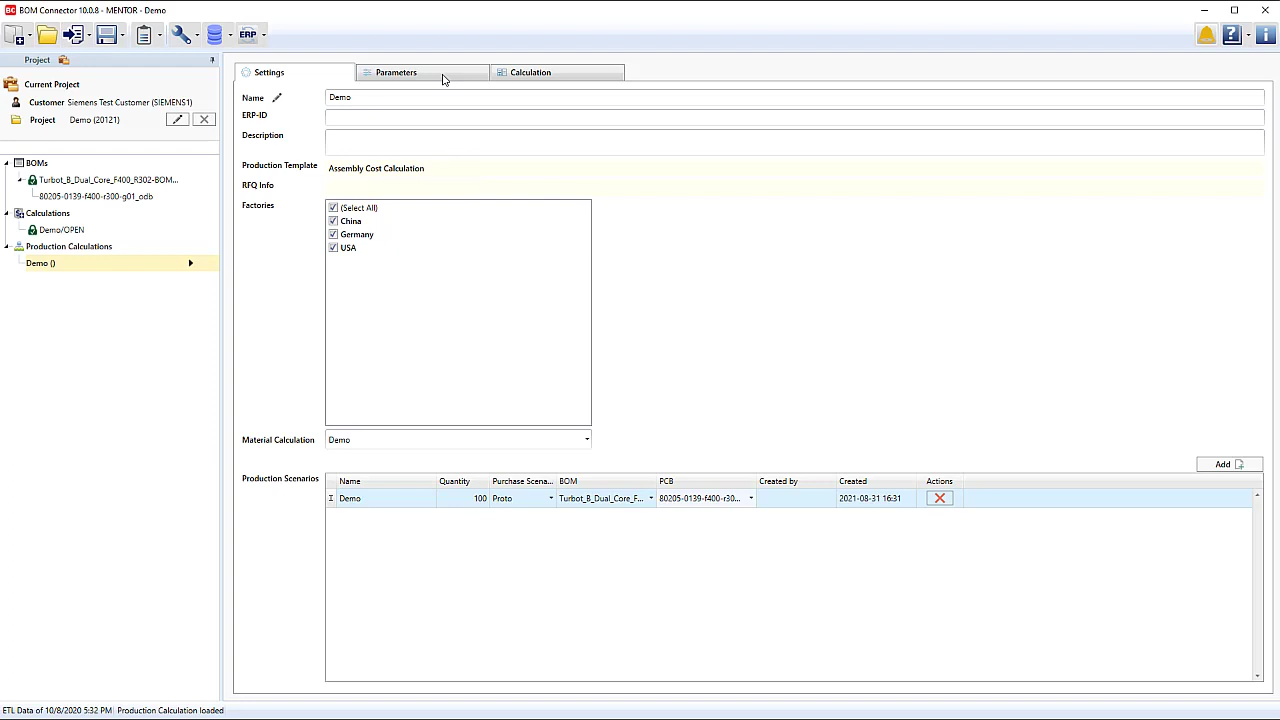 BC BOM Connector 10.0.8 - MENTOR - Demo
ERP
Project
Current Project
Customer Siemens Test Customer (SIEMENS1)
Project Demo (20121)
BOMs
Turbot_B_Dual_Core_F400_R302-BOM...
80205-0139-f400-r300-g01_odb
Calculations
Demo/OPEN
Production Calculations
Demo ()
Settings
Parameters
Calculation
Name Demo
ERP-ID
Description
Production Template Assembly Cost Calculation
RFQ Info
Factories (Select All)
China
Germany
USA
Material Calculation Demo
Add
Production Scenarios
Name Quantity Purchase Scena... BOM PCB Created by Created Actions
Demo 100 Proto Turbot_B_Dual_Core_F... 80205-0139-f400-r30... 2021-08-31 16:31
ETL Data of 10/8/2020 5:32 PM Production Calculation loaded